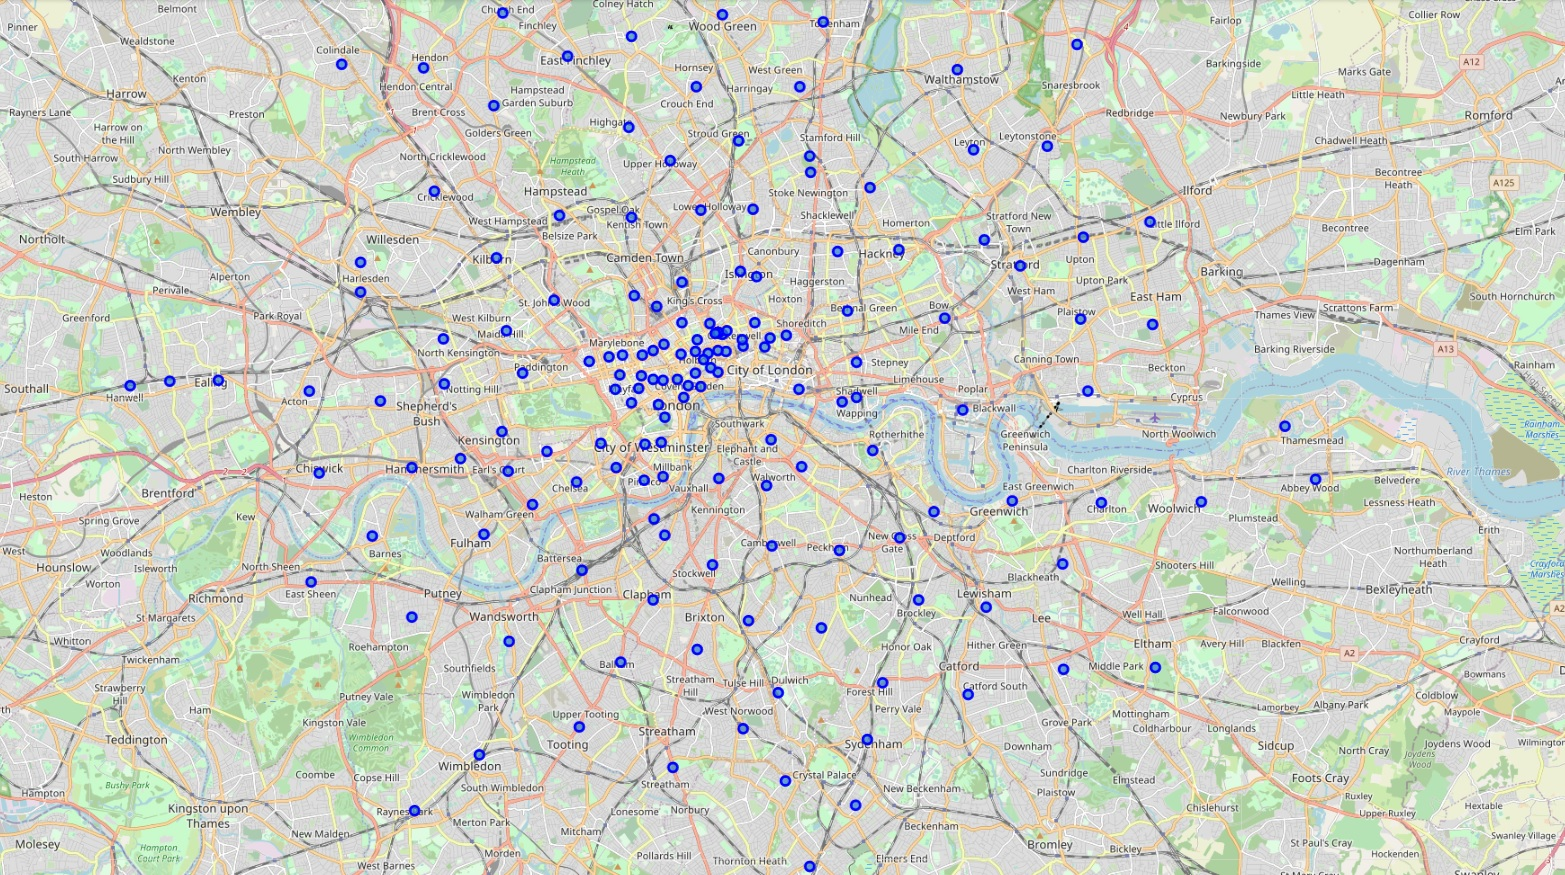 Belmont
Church End
Colney Hatch
Wood Green
Tottenham
Fairlop
Collier Row
Pinner
Wealdstone
Finchley
Colindale
Hendon
East Finchley
Hornsey
West Green
Walthamstow
Barkingside
Marks Gate
A12
Kenton
Harrow
Hendon Central
Hampstead
Garden Suburb
Crouch End
Harringay
Snaresbrook
Little Heath
Rayners Lane
Preston
Brent Cross
Highgate
Redbridge
Newbury Park
Romford
Harrow on
the Hill
Golders Green
Stroud Green
Stamford Hill
Leytonstone
Leyton
Chadwell Heath
North Wembley
South Harrow
North Cricklewood
Hampstead
Heath
Upper Holloway
Becontree
Heath
Sudbury Hill
Cricklewood
Hampstead
Stoke Newington
Ilford
A125
Wembley
West Hampstead
Gospel Oak
Kentish Town
Lower Holloway
Shacklewell
Homerton
Stratford New
Town
Little Ilford
Becontree
Elm Park
Northolt
Willesden
Belsize Park
Kilburn
Camden Town
Canonbury
Hackney
Stratford
Upton
Dagenham
Barking
Alperton
Harlesden
Perivale
Islington
Haggerston
Upton Park
West Ham
East Ham
South Hornchurch
St. John's Wood
King's Cross
Hoxton
Bethnal Green
Bow
Plaistow
Scrattons Farm
Greenford
Park Royal
West Kilburn
Maida Hill
Shoreditch
Mile End
Thames View
North Kensington
Marylebone
Holborn
Stepney
Canning Town
Barking Riverside
A13
Rainham
Paddington
City of London
Limehouse
Poplar
Beckton
Southall
Hanwell
Ealing
Notting Hill
Mayfair
Covent Garden
Shadwell
Acton
Shepherd's
Bush
London
Wapping
Blackwall
Cyprus
Southwark
Rotherhithe
Greenwich
Peninsula
North Woolwich
Thamesmead
Rainham
Marshes
Kensington
City of Westminster
Elephant and
Castle
Chiswick
Hammersmith
Earl's Court
Millbank
Charlton Riverside
River Thames
Heston
Brentford
Chelsea
Pimlico
Vauxhall
Walworth
East Greenwich
Abbey Wood
Belvedere
Spring Grove
Kew
Walham Green
Kennington
Greenwich
Charlton
Woolwich
Plumstead
Lessness Heath
Erith
West
Woodlands
Isleworth
Barnes
Fulham
Camberwell
Peckham
New Cross
Gate
Deptford
Northumberland
Heath
Hounslow
North Sheen
Battersea
Shooters Hill
Crayford
Marshes
Worton
Richmond
East Sheen
Putney
Clapham Junction
Stockwell
Clapham
Blackheath
Nunhead
Lewisham
Welling
Bexleyheath
St Margarets
Wandsworth
Brixton
Brockley
Lee
Well Hall
Falconwood
Whitton
Roehampton
Honor Oak
Hither Green
Eltham
Avery Hill
Blackfen
Crayford
A2
Twickenham
Southfields
Balham
Catford
Middle Park
Strawberry
Hill
Putney Vale
Wimbledon
Park
Streatham
Hill
Tulse Hill
Dulwich
Forest Hill
Catford South
Bowmans
Coldblow
Ham
Perry Vale
Lamorbey
Albany Park
Kingston Vale
Upper Tooting
West Norwood
Grove Park
Mottingham
Coldharbour
Longlands
Maypole
Teddington
Wimbledon
Common
Tooting
Streatham
Sydenham
Downham
Sidcup
North Cray
Joydens Wood
Wilmington
Joydens
Wood
Coombe
Copse Hill
Wimbledon
South Wimbledon
Streatham
Crystal Palace
Sundridge
Elmstead
Foots Cray
Bushy Park
Hampton
New Beckenham
Plaistow
Ruxley
Kingston upon
Thames
Raynes Park
Merton Park
Lonesome
Norbury
Chislehurst
Upper Ruxley
Hextable
Molesey
New Malden
Mitcham
Beckenham
Swanley Village
Hampton
Court Park
West Barnes
Morden
Pollards Hill
Thornton Heath
Elmers End
Bromley
Bickley
St Paul's Cray
Hockenden
St Mary Cray
Swanley